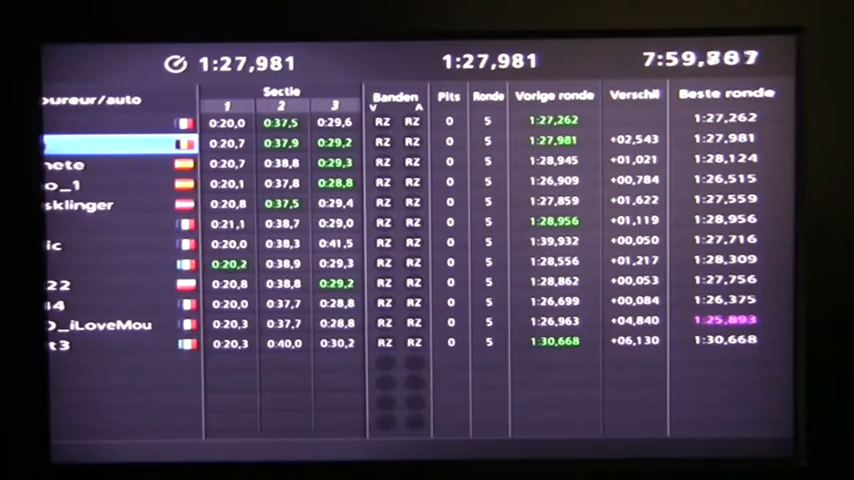 1:27,981 1:27,981 7:59,
oureur/auto Sectie Banden Pits Ronde Vorige ronde Verschil Beste ronde
1 2 3 V A
0:20,0 0:37,5 0:29,6 RZ RZ 0 5 1:27,262 1:27,262
0:20,7 0:37,9 0:29,2 RZ RZ 0 5 1:27,981 +02,543 1:27,981
nete 0:20,7 0:38,8 0:29,3 RZ RZ 0 5 1:28,945 +01,021 1:28,124
o_1 0:20,1 0:37,8 0:28,8 RZ RZ 0 5 1:26,909 +00,784 1:26,515
sklinger 0:20,8 0:37,5 0:29,4 RZ RZ 0 5 1:27,859 +01,622 1:27,559
0:21,1 0:38,7 0:29,0 RZ RZ 0 5 1:28,956 +01,119 1:28,956
ic 0:20,0 0:38,3 0:41,5 RZ RZ 0 5 1:39,932 +00,050 1:27,716
0:20,2 0:38,9 0:29,3 RZ RZ 0 5 1:28,556 +01,217 1:28,309
22 0:20,8 0:38,8 0:29,2 RZ RZ 0 5 1:28,862 +00,053 1:27,756
14 0:20,0 0:37,7 0:28,8 RZ RZ 0 5 1:26,699 +00,084 1:26,375
O_iLoveMou 0:20,3 0:37,7 0:28,8 RZ RZ 0 5 1:26,963 +04,840 1:25,893
t3 0:20,3 0:40,0 0:30,2 RZ RZ 0 5 1:30,668 +06,130 1:30,668